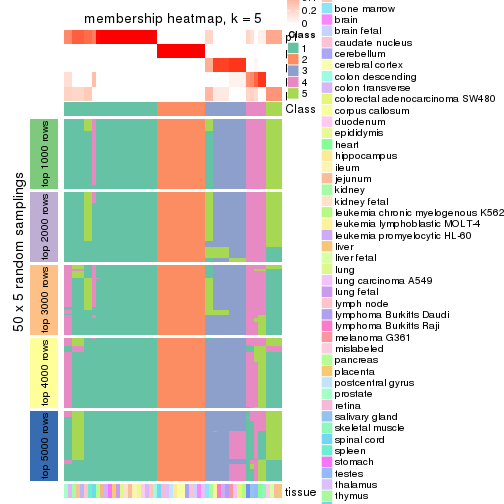 membership heatmap, k = 5
0.2
0
Class
1
2
3
4
5
Class
50 x 5 random samplings
top 1000 rows
top 2000 rows
top 3000 rows
top 4000 rows
top 5000 rows
tissue
bone marrow
brain
brain fetal
caudate nucleus
cerebellum
cerebral cortex
colon descending
colon transverse
colorectal adenocarcinoma SW480
corpus callosum
duodenum
epididymis
heart
hippocampus
ileum
jejunum
kidney
kidney fetal
leukemia chronic myelogenous K562
leukemia lymphoblastic MOLT-4
leukemia promyelocytic HL-60
liver
liver fetal
lung
lung carcinoma A549
lung fetal
lymph node
lymphoma Burkitts Daudi
lymphoma Burkitts Raji
melanoma G361
mislabeled
pancreas
placenta
postcentral gyrus
prostate
retina
salivary gland
skeletal muscle
spinal cord
spleen
stomach
testes
thalamus
thymus